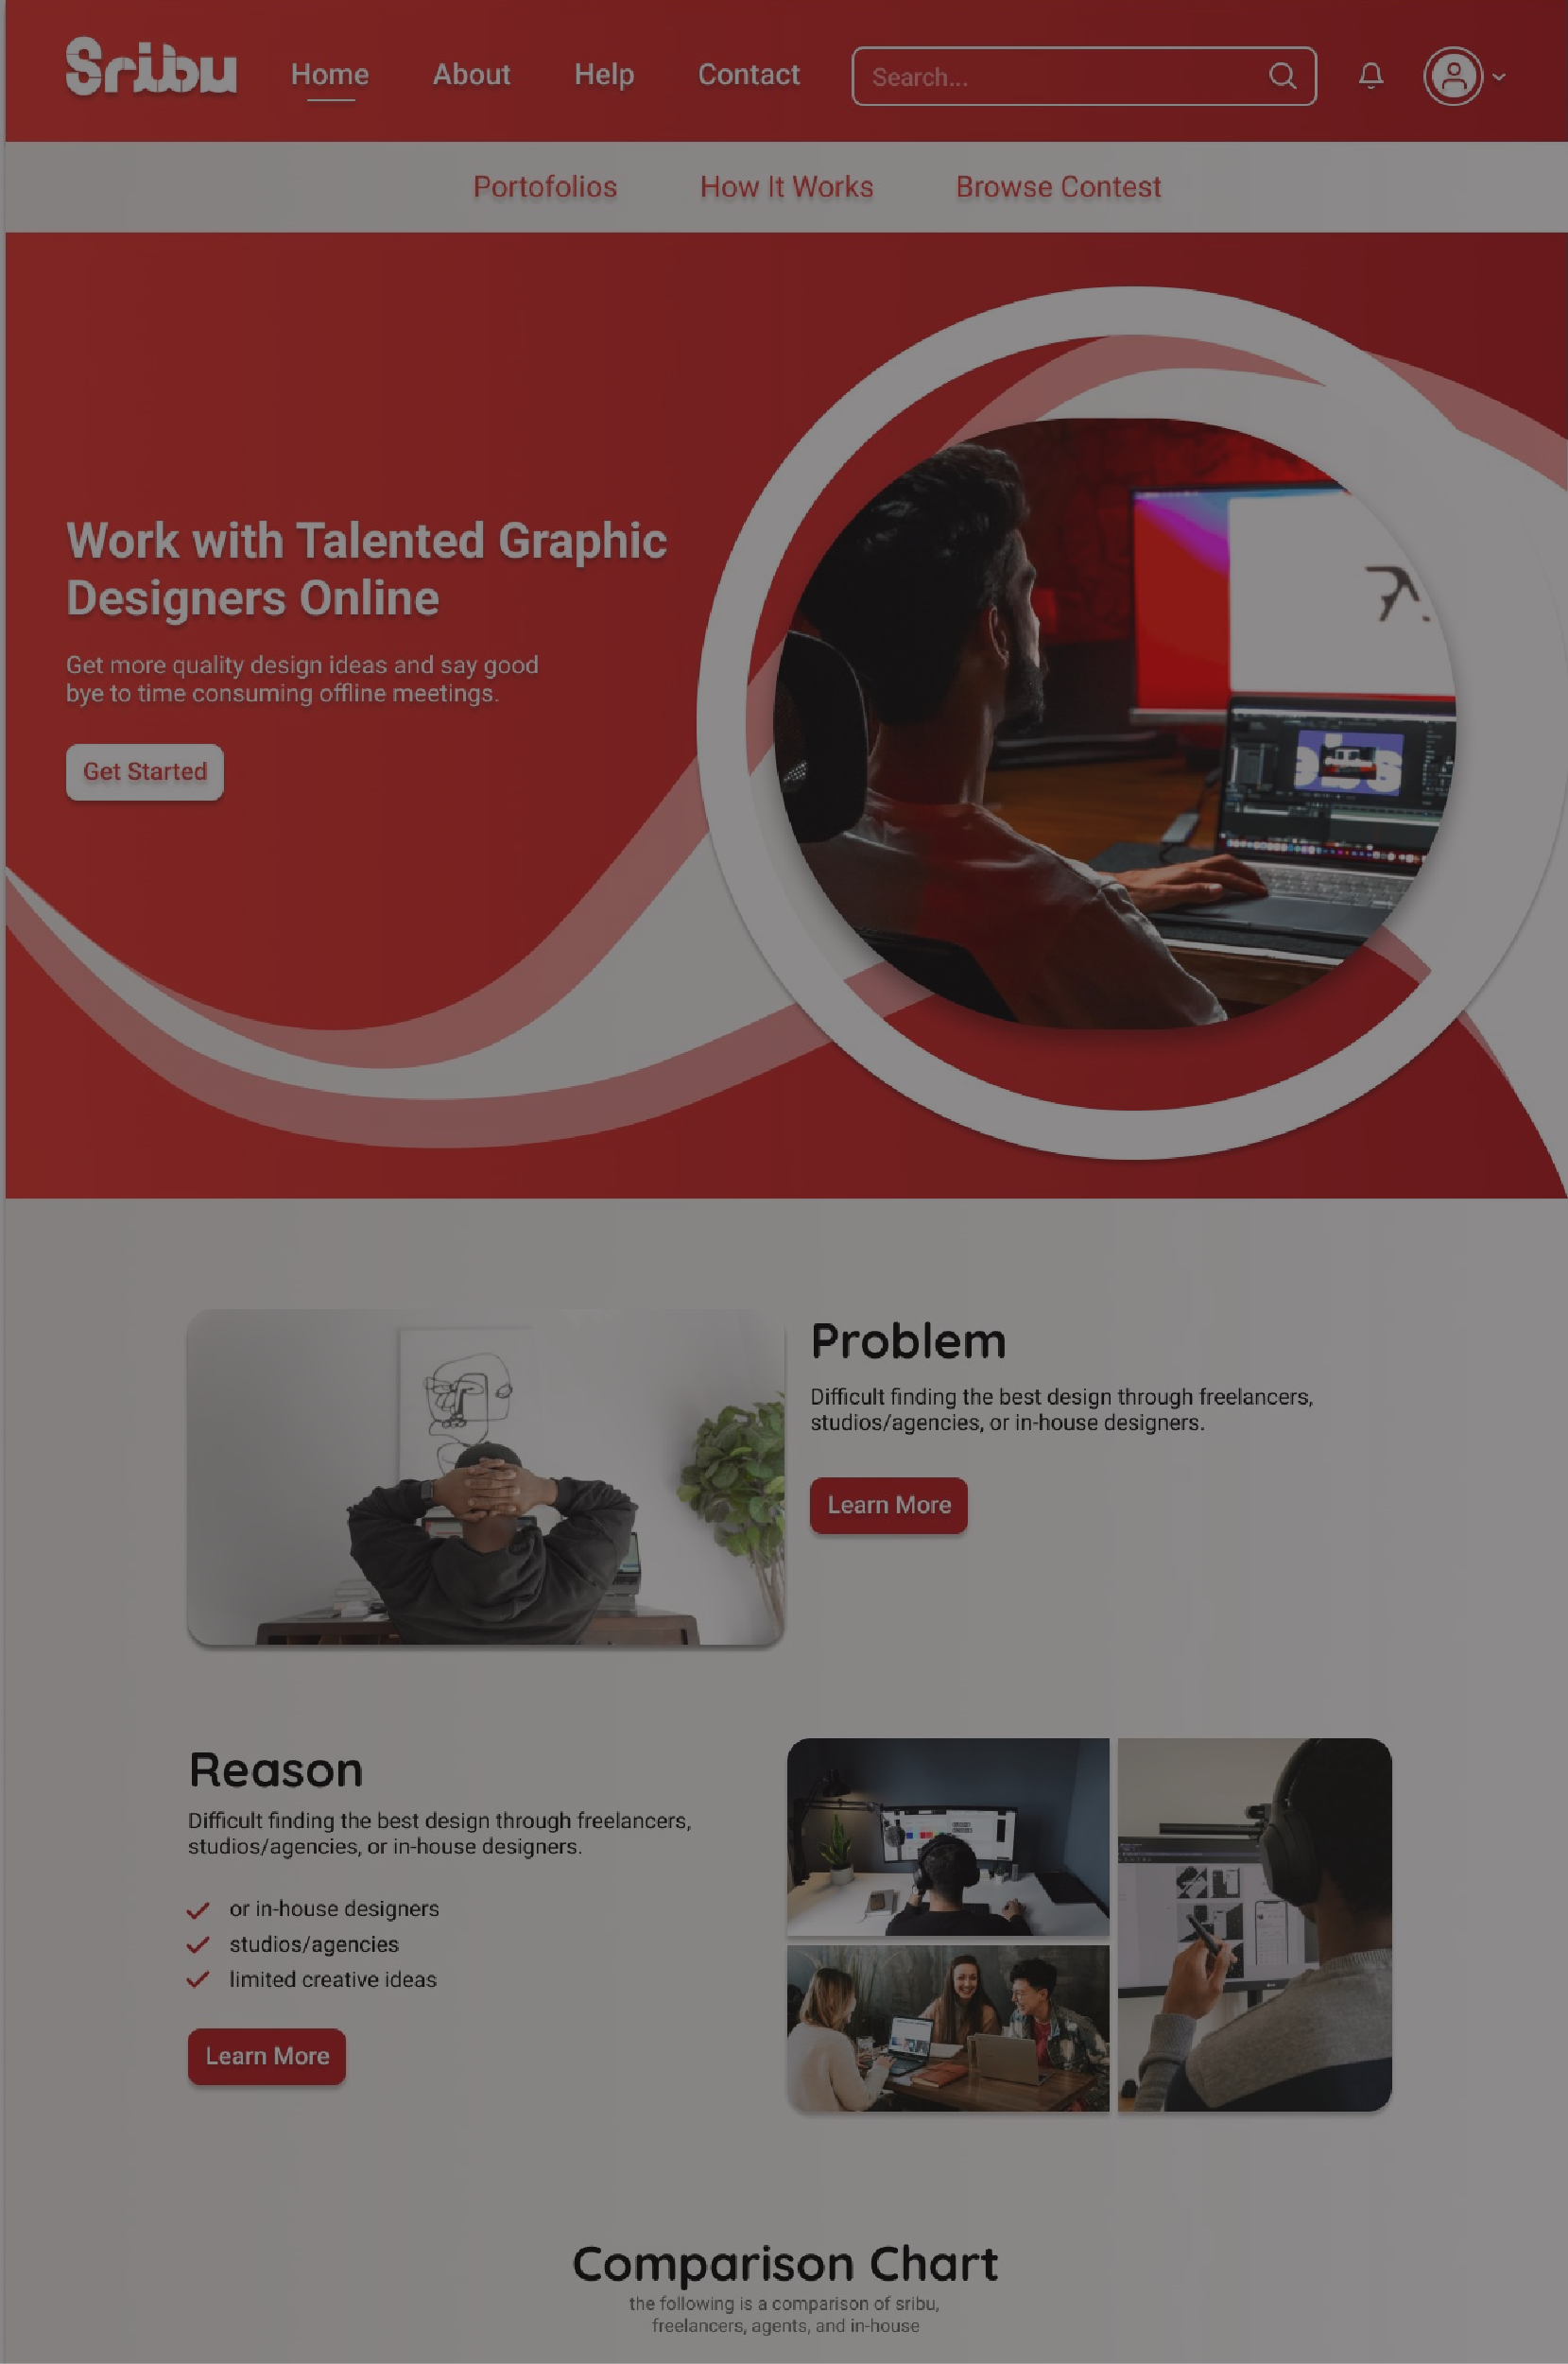 Sribu
Home
About
Help
Contact
Search...
Portofolios
How It Works
Browse Contest
Work with Talented Graphic
Designers Online
Get more quality design ideas and say good
bye to time consuming offline meetings.
Get Started
Problem
Difficult finding the best design through freelancers,
studios/agencies, or in-house designers.
Learn More
Reason
Difficult finding the best design through freelancers,
studios/agencies, or in-house designers.
or in-house designers
studios/agencies
limited creative ideas
Learn More
Comparison Chart
the following is a comparison of sribu,
freelancers, agents, and in-house